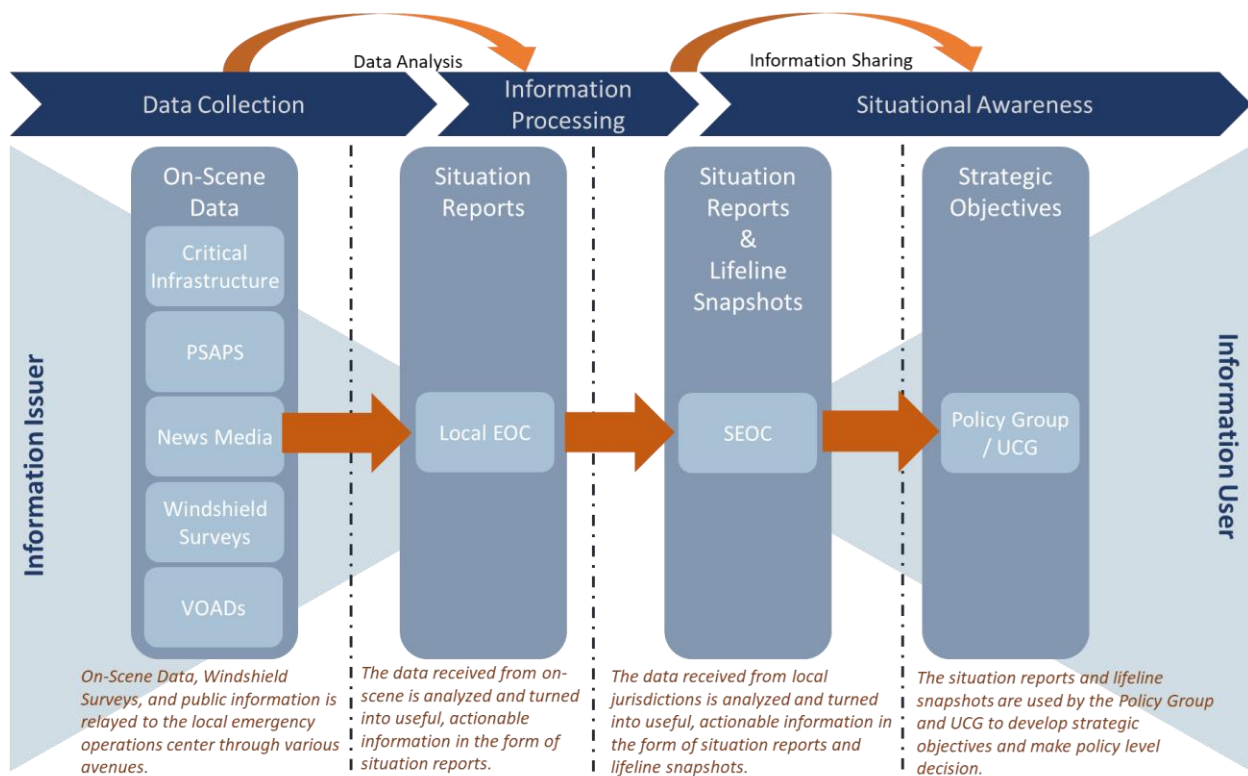 Data Analysis
Information Sharing
Data Collection
Information
Processing
Situational Awareness
Information Issuer
On-Scene
Data
Critical
Infrastructure
PSAPS
News Media
Windshield
Surveys
VOADs
Situation
Reports
Local EOC
Situation
Reports
&
Lifeline
Snapshots
SEOC
Strategic
Objectives
Policy Group
/ UCG
Information User
On-Scene Data, Windshield
Surveys, and public information is
relayed to the local emergency
operations center through various
avenues.
The data received from on-
scene is analyzed and turned
into useful, actionable
information in the form of
situation reports.
The data received from local
jurisdictions is analyzed and turned
into useful, actionable information in
the form of situation reports and
lifeline snapshots.
The situation reports and lifeline
snapshots are used by the Policy Group
and UCG to develop strategic
objectives and make policy level
decision.